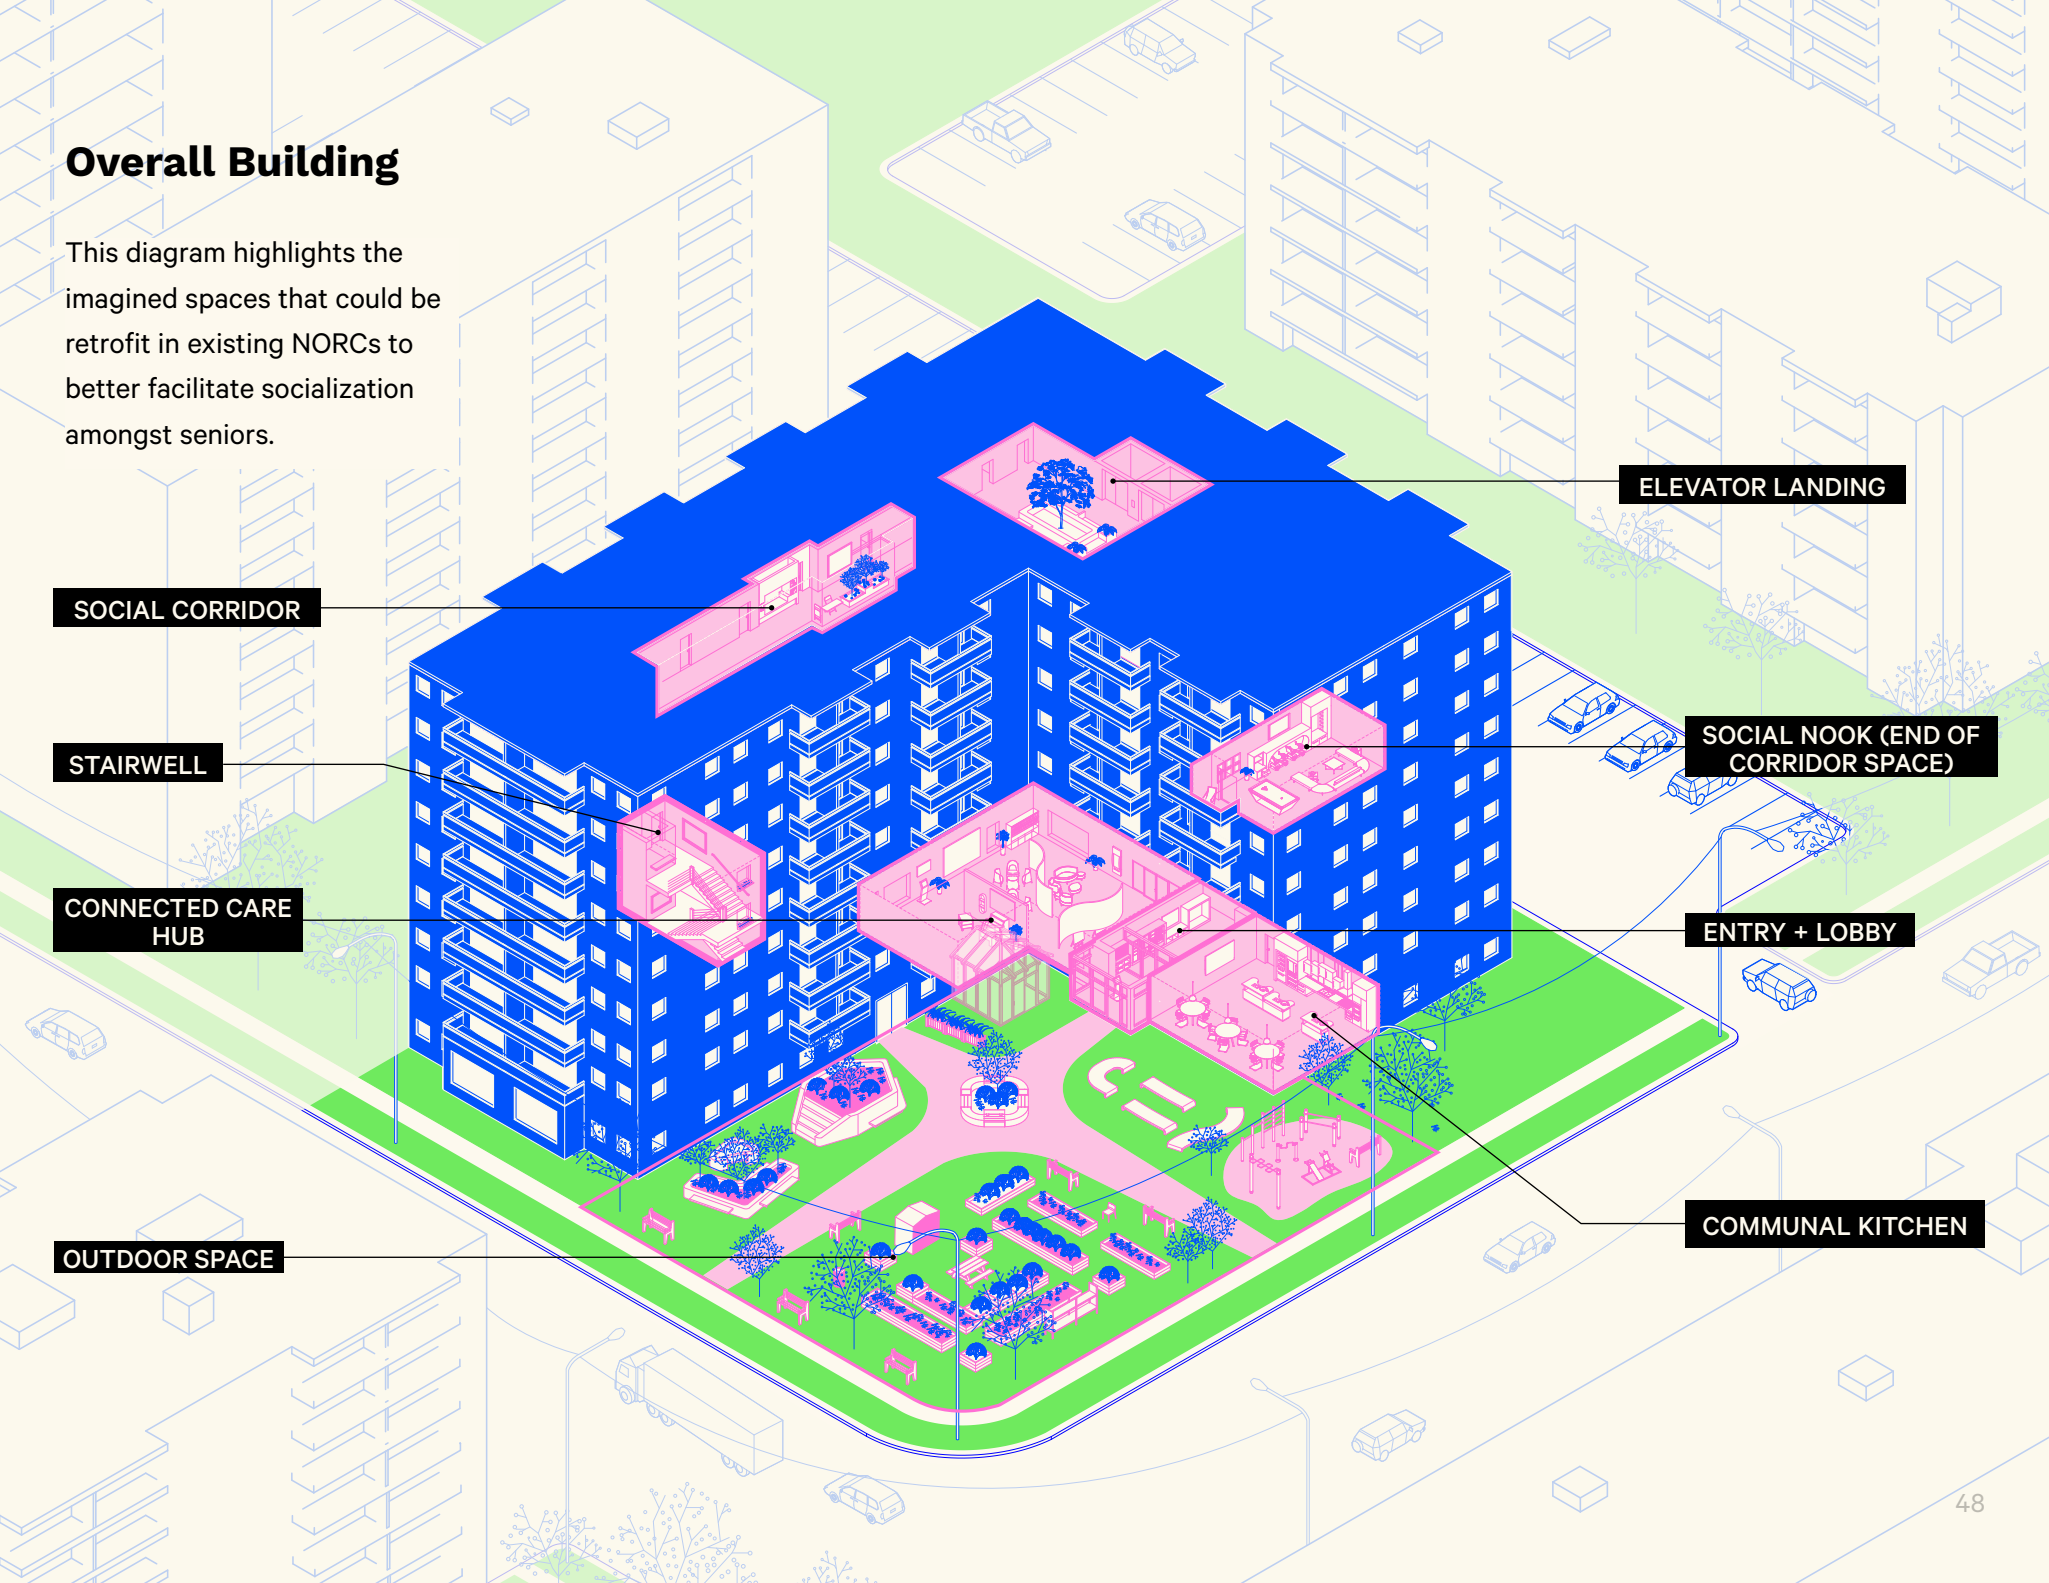 Overall Building
This diagram highlights the
imagined spaces that could be
retrofit in existing NORCs to
better facilitate socialization
amongst seniors.
ELEVATOR LANDING
SOCIAL CORRIDOR
SOCIAL NOOK (END OF
CORRIDOR SPACE)
STAIRWELL
CONNECTED CARE
HUB
ENTRY + LOBBY
COMMUNAL KITCHEN
OUTDOOR SPACE
48